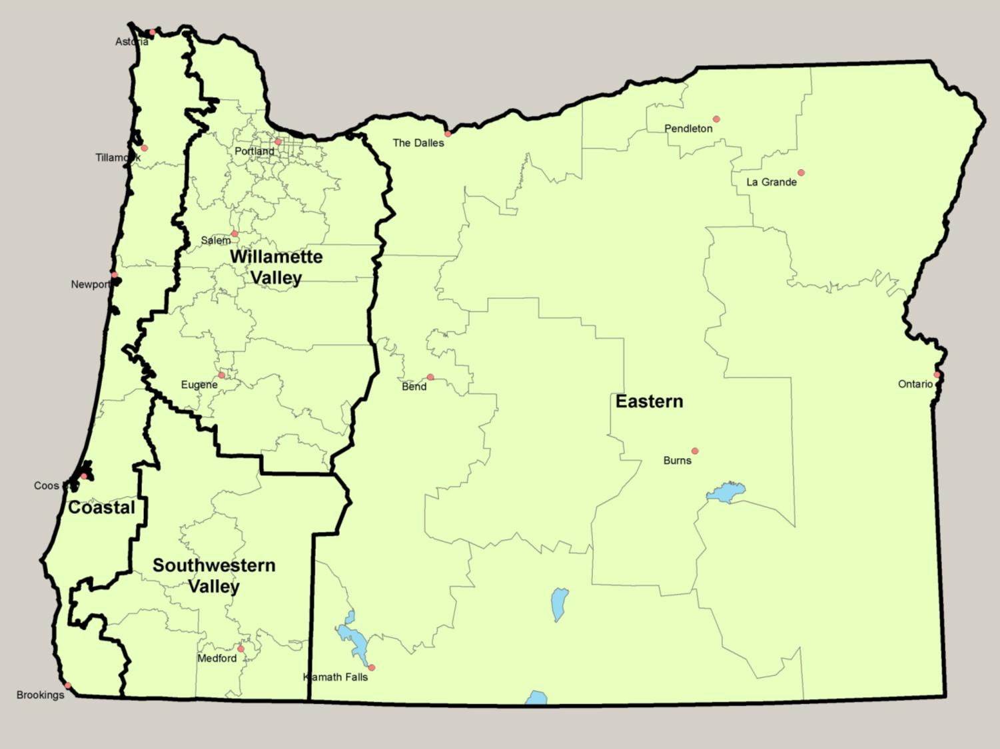 Astoria
Portland
The Dalles
Pendleton
Tillamook
La Grande
Salem
Willamette
Valley
Newport
Eugene
Bend
Ontario
Eastern
Burns
Coos
Coastal
Southwestern
Valley
Medford
Klamath Falls
Brookings